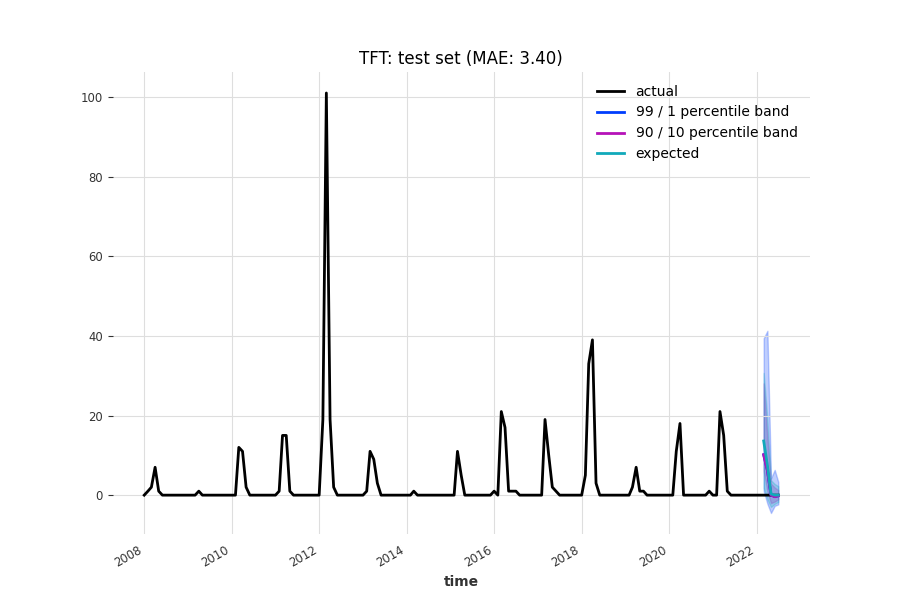 TFT: test set (MAE: 3.40)
actual
99 / 1 percentile band
90 / 10 percentile band
expected
100
80
60
40
20
0
2008
2010
2012
2014
2016
2018
2020
2022
time